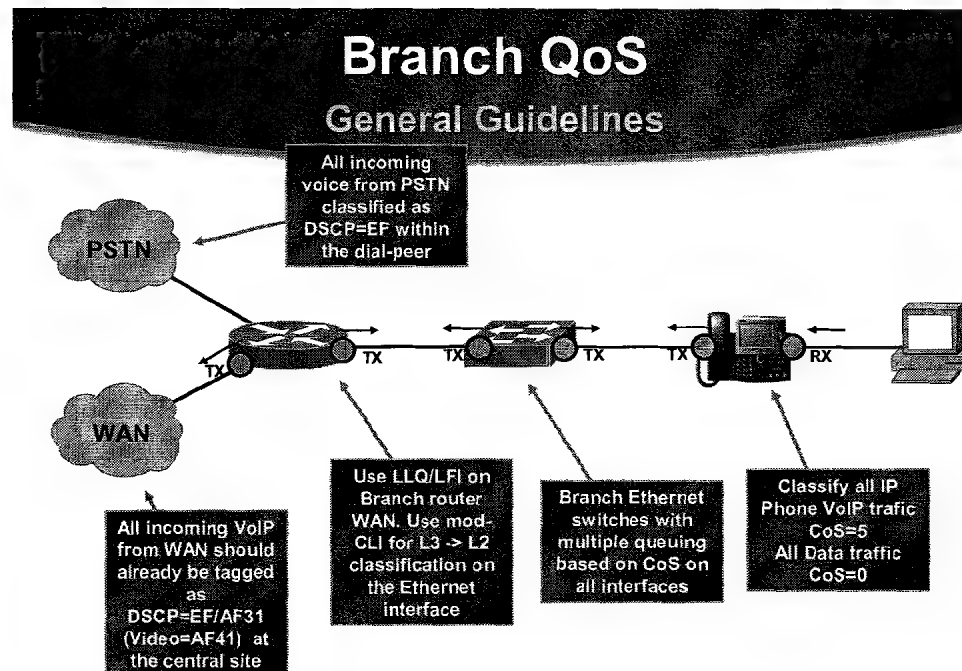 Branch QoS
General Guidelines
All incoming
voice from PSTN
classified as
DSCP=EF within
the dial-peer
PSTN
WAN
TX
TX
TX
TX
TX
RX
All incoming VoIP
from WAN should
already be tagged
as
DSCP=EF/AF31
(Video=AF41) at
the central site
Use LLQ/LFI on
Branch router
WAN. Use mod-
CLI for L3 -> L2
classification on
the Ethernet
interface
Branch Ethernet
switches with
multiple queuing
based on CoS on
all interfaces
Classify all IP
Phone VoIP trafic
CoS=5
All Data traffic
CoS=0